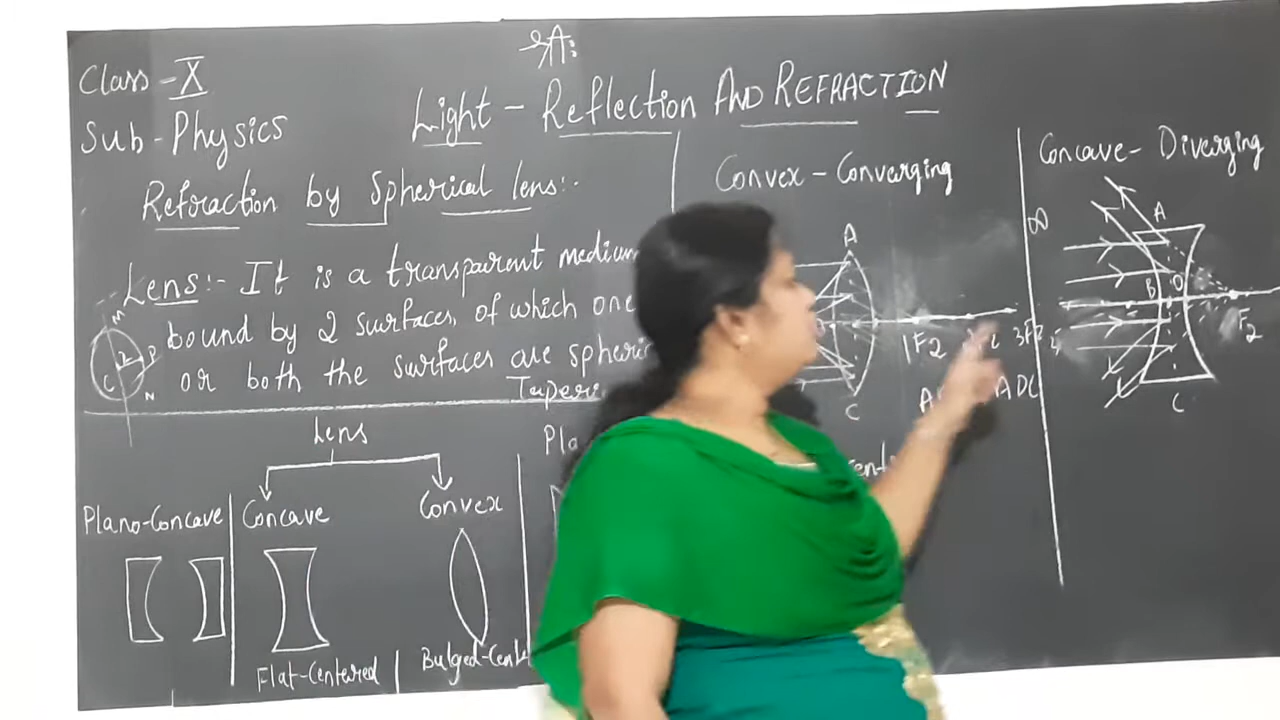 Class - X
Sub - Physics
Light - Reflection AND REFRACTION
Refraction by Spherical lens:-
Lens:- It is a transparent medium
bound by 2 surfaces, of which one
or both the surfaces are
M
P
C
N
Lens
Plano-Concave
Concave
Convex
Flat-Centered
Convex - Converging
A
C
F2
A
ADC
Concave - Diverging
∞
A
B
O
F2
C